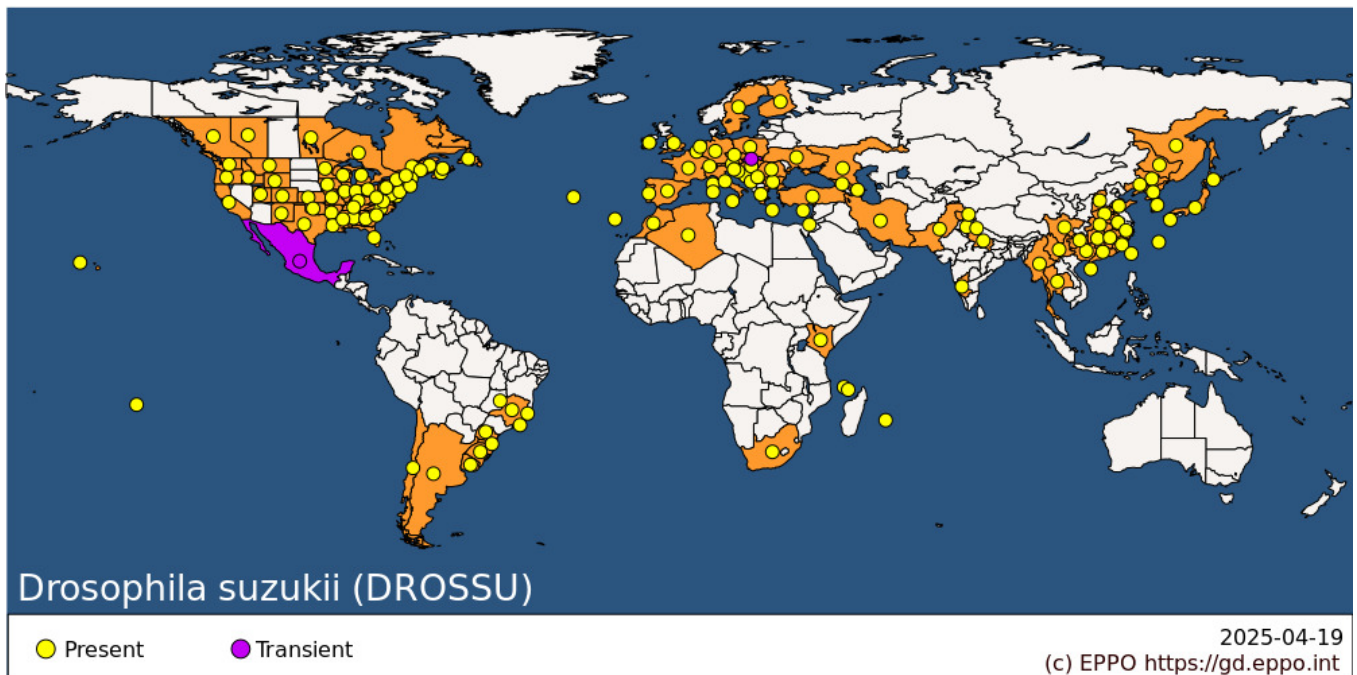 Drosophila suzukii (DROSSU)
Present
Transient
2025-04-19
(c) EPPO https://gd.eppo.int